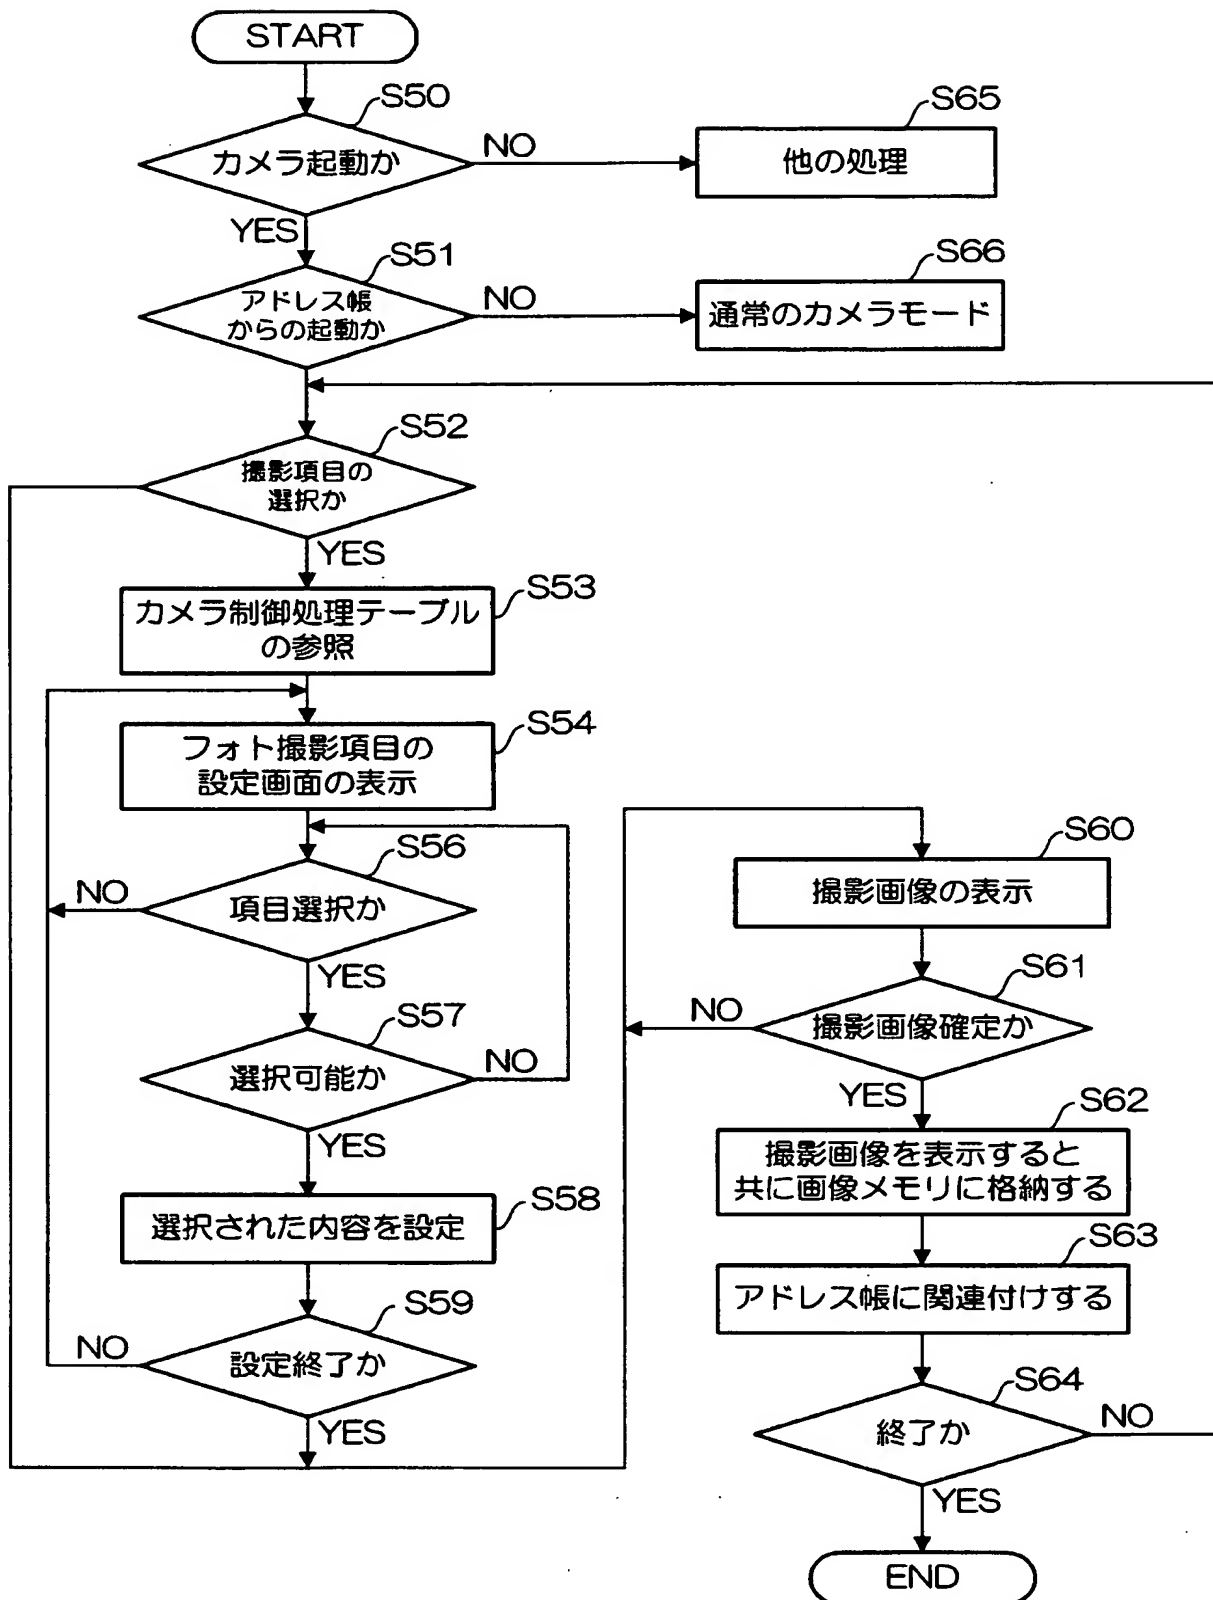 START
S50
カメラ起動か
NO
S65
他の処理
YES
S51
アドレス帳
からの起動か
NO
S66
通常のカメラモード
S52
撮影項目の
選択か
YES
S53
カメラ制御処理テーブル
の参照
S54
フォト撮影項目の
設定画面の表示
S56
項目選択か
NO
YES
S57
選択可能か
NO
YES
S58
選択された内容を設定
S59
設定終了か
NO
YES
S60
撮影画像の表示
S61
撮影画像確定か
NO
YES
S62
撮影画像を表示すると
共に画像メモリに格納する
S63
アドレス帳に関連付けする
S64
終了か
NO
YES
END